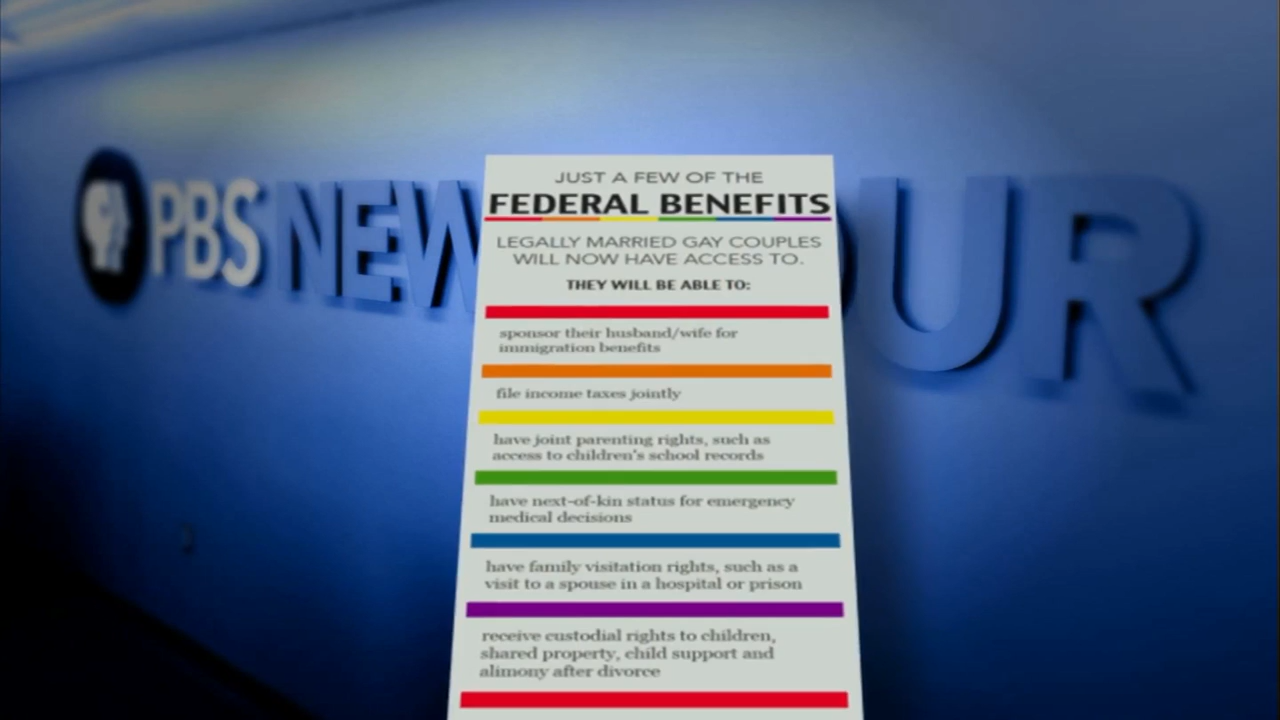 PBS NEW UR
JUST A FEW OF THE
FEDERAL BENEFITS
LEGALLY MARRIED GAY COUPLES
WILL NOW HAVE ACCESS TO.
THEY WILL BE ABLE TO:
sponsor their husband/wife for
immigration benefits
file income taxes jointly
have joint parenting rights, such as
access to children's school records
have next-of-kin status for emergency
medical decisions
have family visitation rights, such as a
visit to a spouse in a hospital or prison
receive custodial rights to children,
shared property, child support and
alimony after divorce